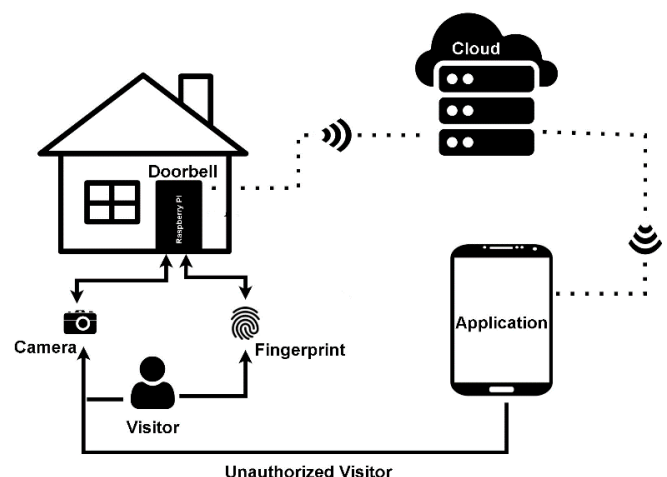 Cloud
Doorbell
Raspberry Pi
Application
Camera
Fingerprint
Visitor
Unauthorized Visitor